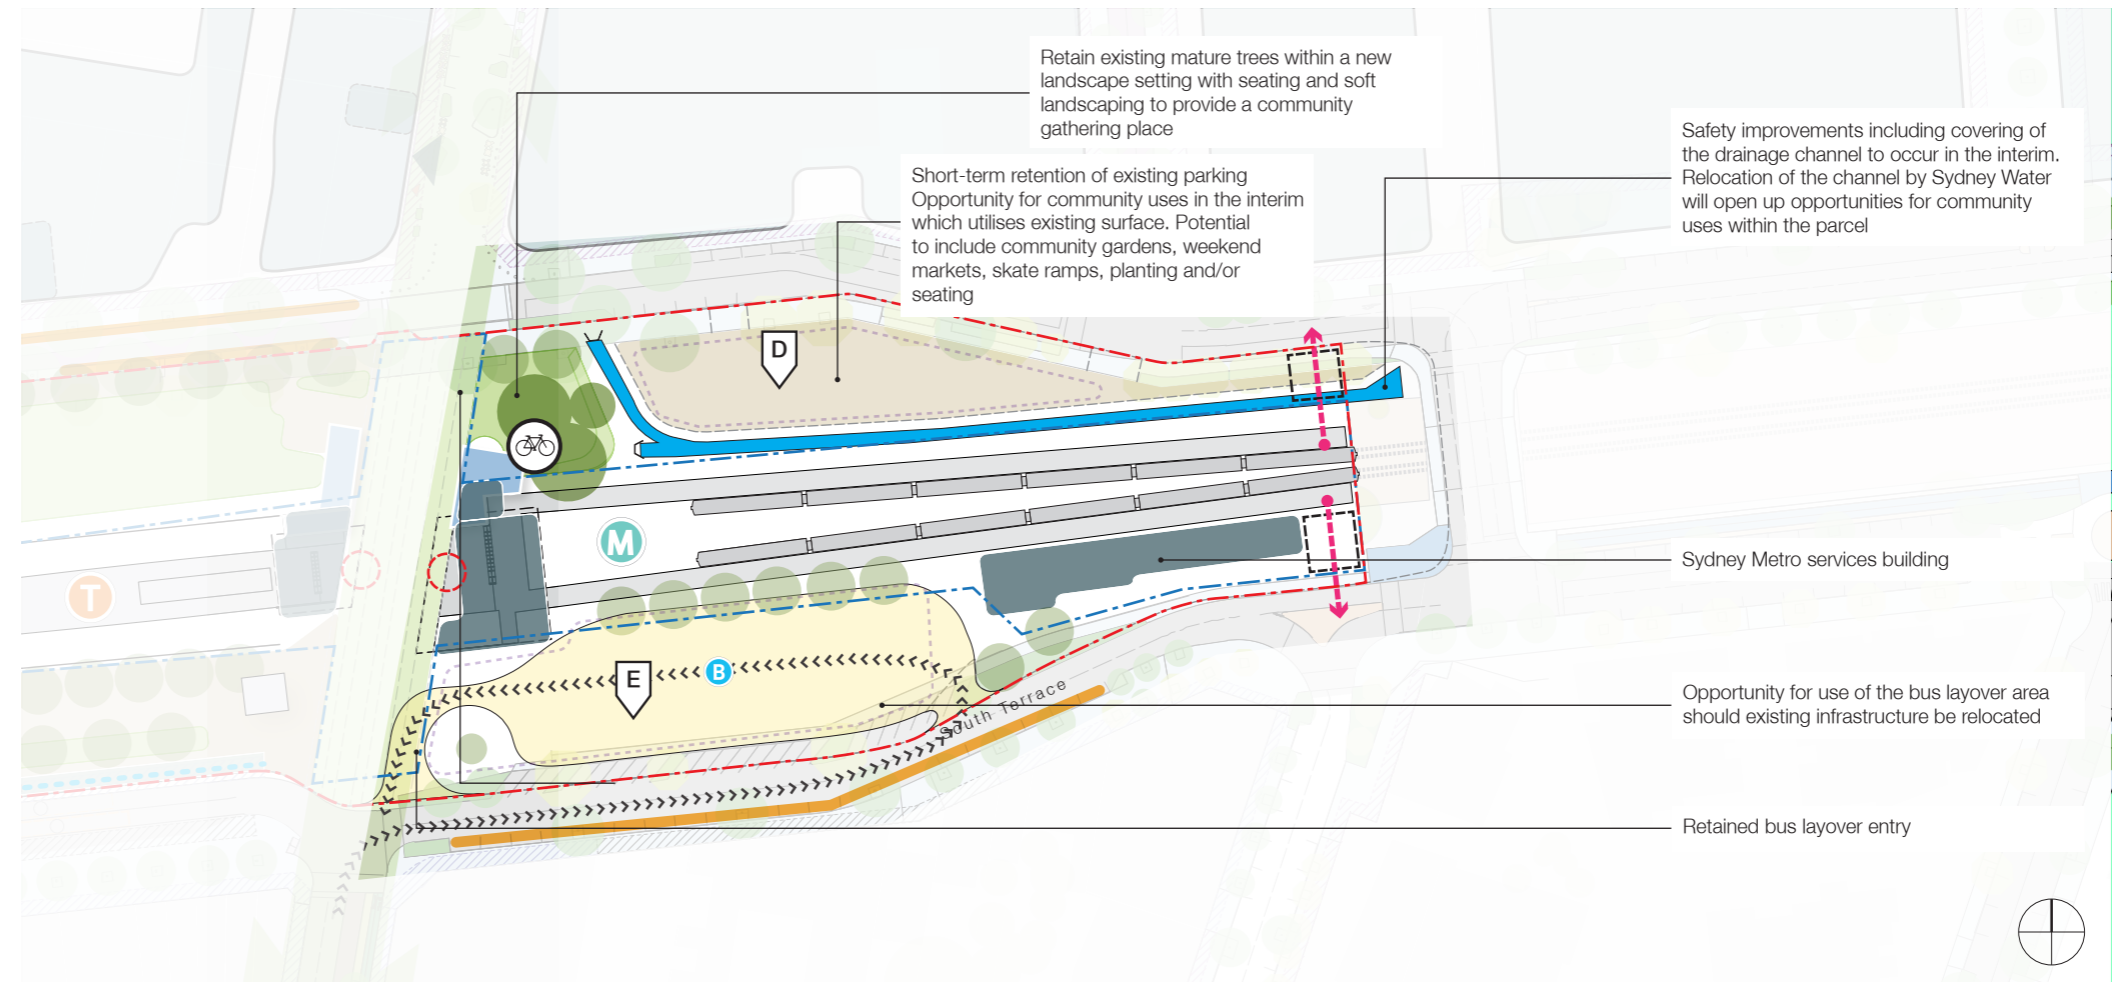 Retain existing mature trees within a new
landscape setting with seating and soft
landscaping to provide a community
gathering place
Safety improvements including covering of
the drainage channel to occur in the interim.
Relocation of the channel by Sydney Water
will open up opportunities for community
uses within the parcel
Short-term retention of existing parking
Opportunity for community uses in the interim
which utilises existing surface. Potential
to include community gardens, weekend
markets, skate ramps, planting and/or
seating
D
M
T
Sydney Metro services building
E
B
South Terrace
Opportunity for use of the bus layover area
should existing infrastructure be relocated
Retained bus layover entry